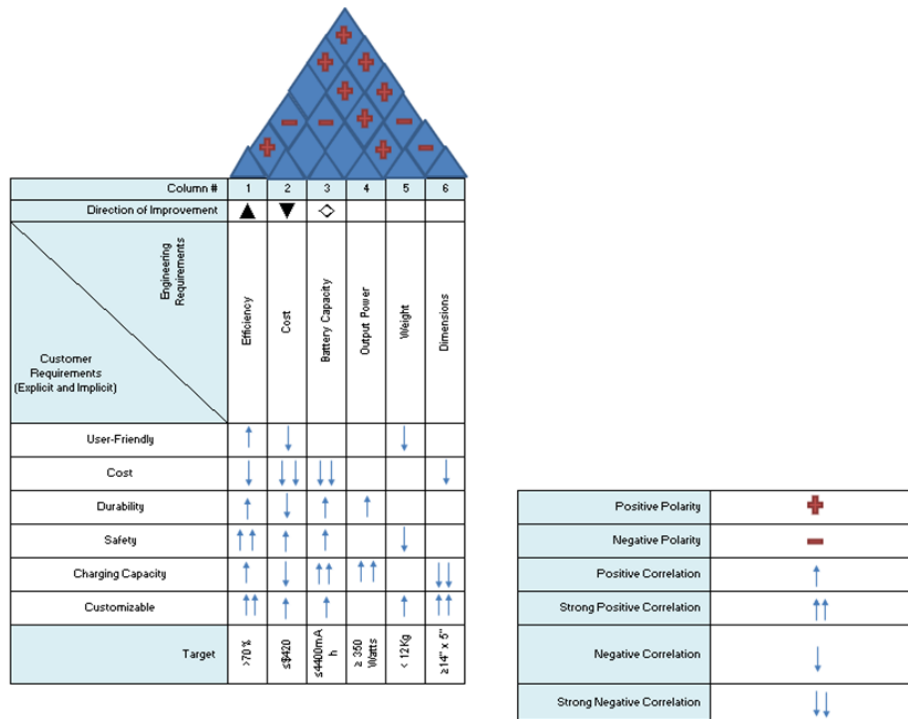 Column #
1
2
3
4
5
6
Direction of Improvement
Engineering
Requirements
Customer
Requirements
(Explicit and Implicit)
Efficiency
Cost
Battery Capacity
Output Power
Weight
Dimensions
User-Friendly
Cost
Durability
Safety
Charging Capacity
Customizable
Target
>70%
≤$420
≤4400mA
h
≥ 350
Watts
< 12Kg
≥14" x 5"
Positive Polarity
Negative Polarity
Positive Correlation
Strong Positive Correlation
Negative Correlation
Strong Negative Correlation